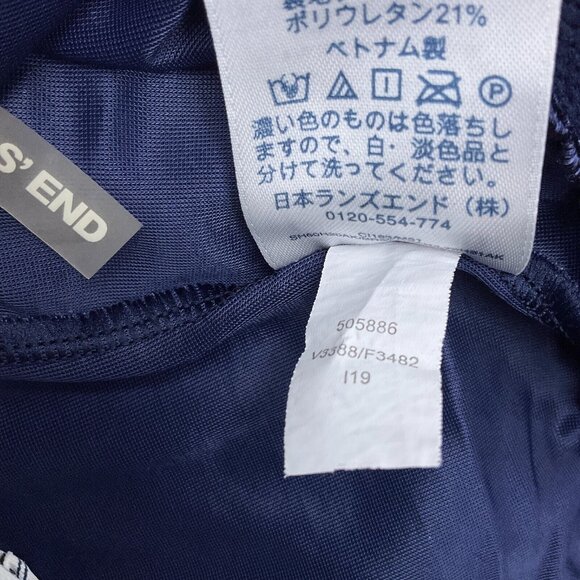 ポリウレタン21%
ベトナム製
P
濃い色のものは色落ちし
ますので、白・淡色品と
分けて洗ってください。
日本ランズエンド（株）
0120-554-774
S' END
505886
V3388/F3482
I19